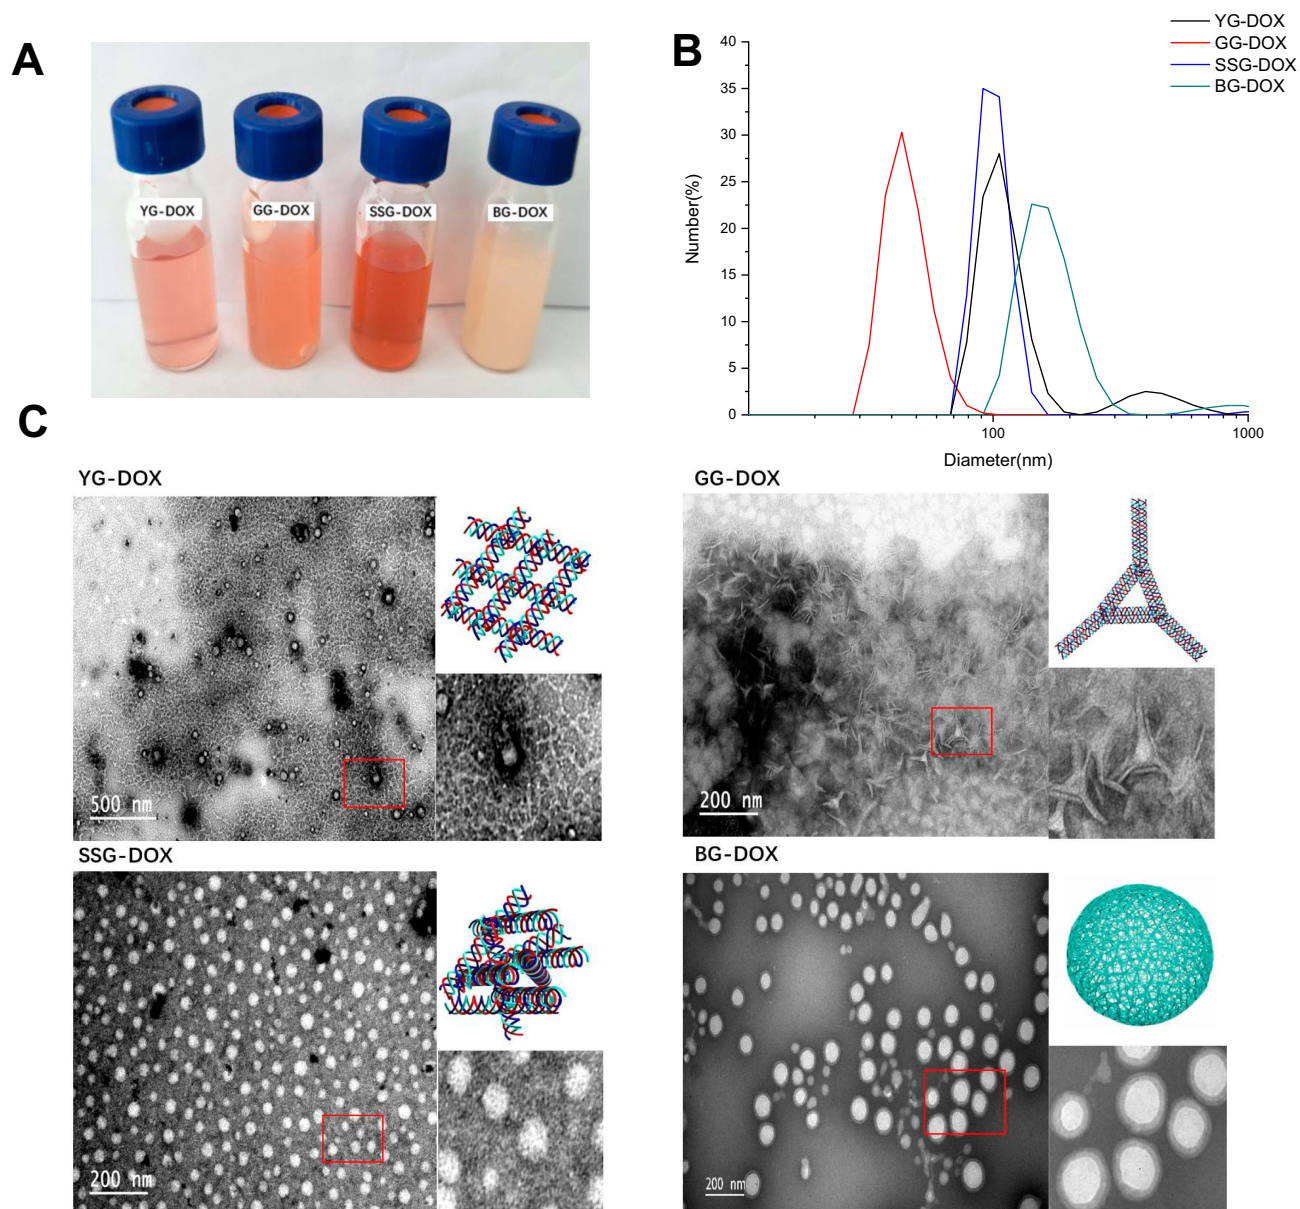 A
YG-DOX
GG-DOX
SSG-DOX
BG-DOX
B
YG-DOX
GG-DOX
SSG-DOX
BG-DOX
40
35
30
25
20
15
10
5
0
Number(%)
100
1000
Diameter(nm)
C
YG-DOX
500 nm
GG-DOX
200 nm
SSG-DOX
200 nm
BG-DOX
200 nm